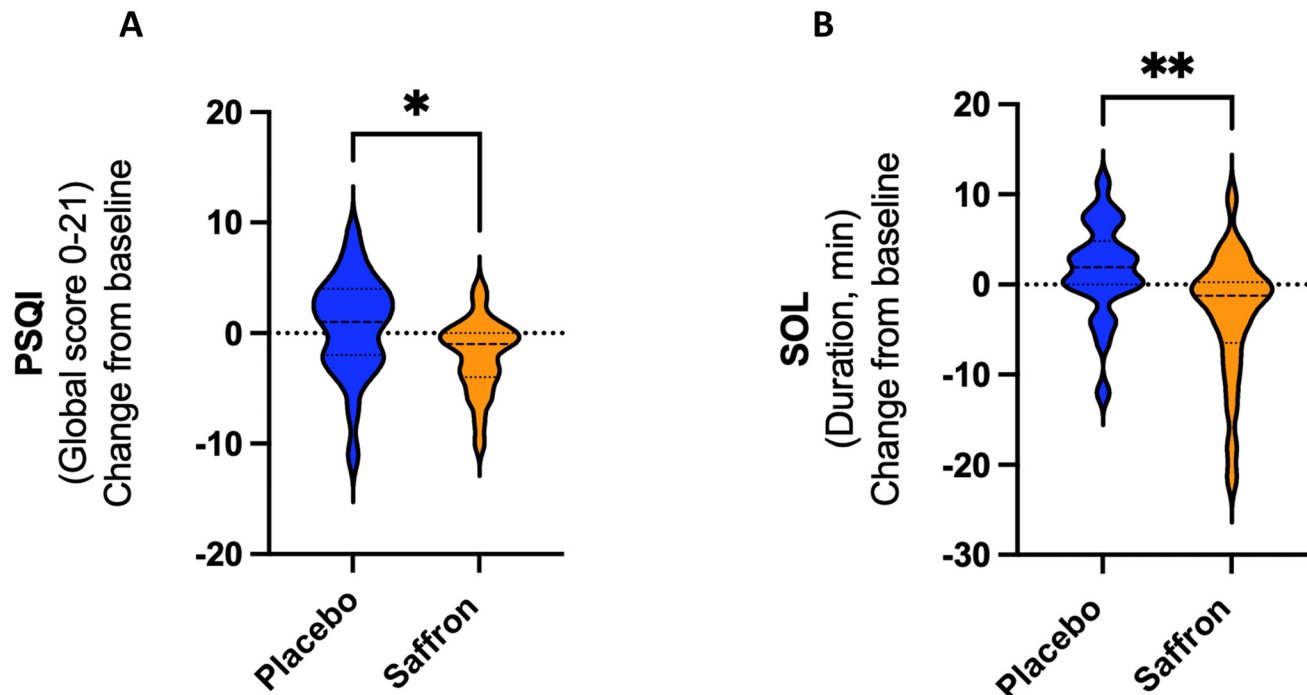 A
PSQI
(Global score 0-21)
Change from baseline
20
10
0
-10
-20
*
Placebo
Saffron
B
SOL
(Duration, min)
Change from baseline
20
10
0
-10
-20
-30
**
Placebo
Saffron